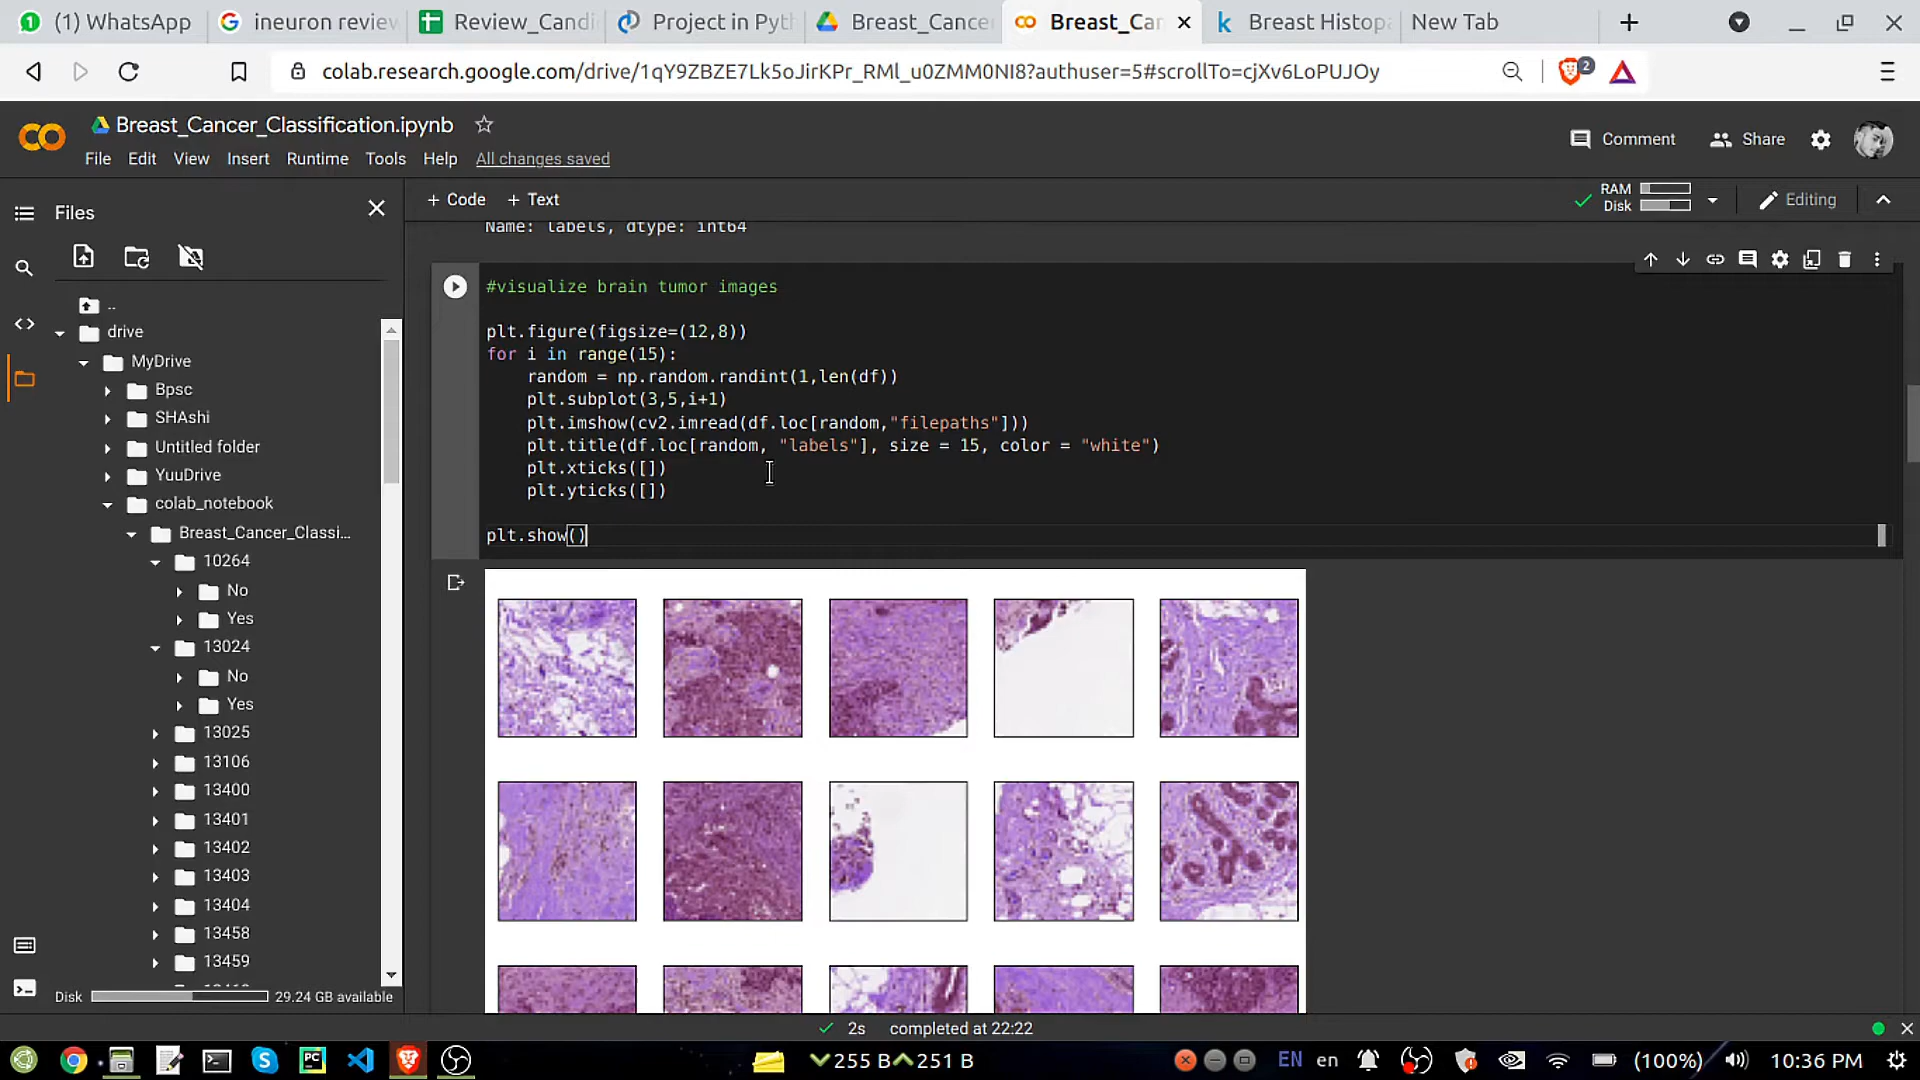 (1) WhatsApp
ineuron review
Review_Candi
Project in Pyth
Breast_Cance
Breast_Car
Breast Histopa
New Tab
colab.research.google.com/drive/1qY9ZBZE7Lk5oJirKPr_RMl_u0ZMM0NI8?authuser=5#scrollTo=cjXv6LoPUJOy
2
Breast_Cancer_Classification.ipynb
Comment
Share
File Edit View Insert Runtime Tools Help All changes saved
Files
+ Code + Text
RAM
Disk
Editing
Name: labels, dtype: int64
#visualize brain tumor images
plt.figure(figsize=(12,8))
for i in range(15):
random = np.random.randint(1,len(df))
plt.subplot(3,5,i+1)
plt.imshow(cv2.imread(df.loc[random,"filepaths"]))
plt.title(df.loc[random, "labels"], size = 15, color = "white")
plt.xticks([])
plt.yticks([])
plt.show()
..
drive
MyDrive
Bpsc
SHAshi
Untitled folder
YuuDrive
colab_notebook
Breast_Cancer_Classi...
10264
No
Yes
13024
No
Yes
13025
13106
13400
13401
13402
13403
13404
13458
13459
Disk
29.24 GB available
2s completed at 22:22
255 B 251 B
EN
en
(100%)
10:36 PM